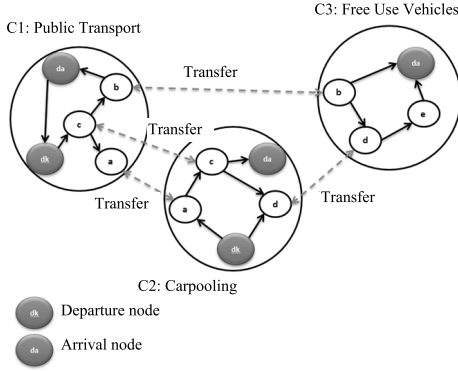 C3: Free Use Vehicles
C1: Public Transport
da
b
Transfer
da
b
c
e
Transfer
d
dk
a
c
da
Transfer
a
d
Transfer
dk
C2: Carpooling
dk Departure node
da Arrival node